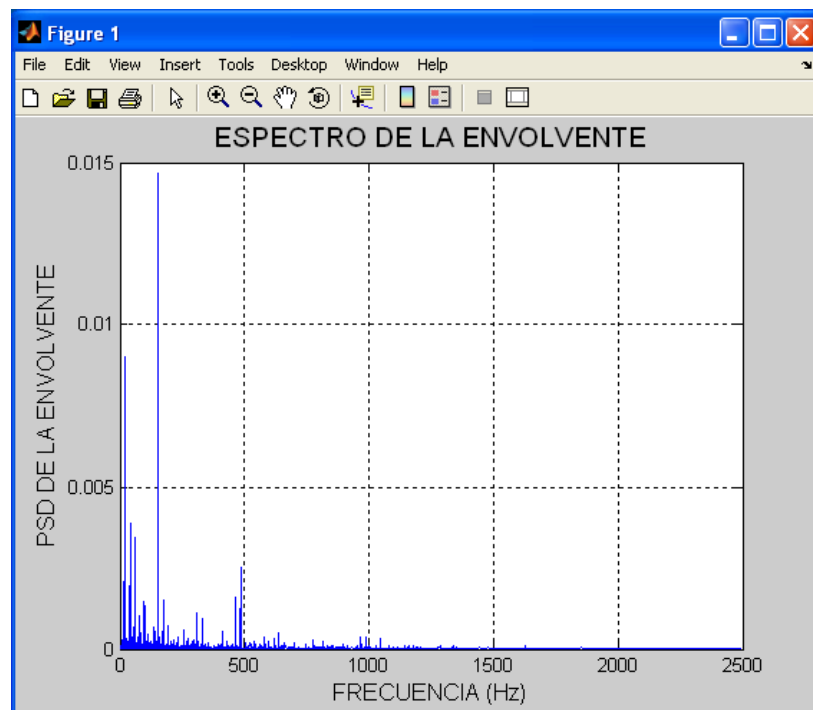 Figure 1
File Edit View Insert Tools Desktop Window Help
ESPECTRO DE LA ENVOLVENTE
PSD DE LA ENVOLVENTE
0.015
0.01
0.005
0
0 500 1000 1500 2000 2500
FRECUENCIA (Hz)